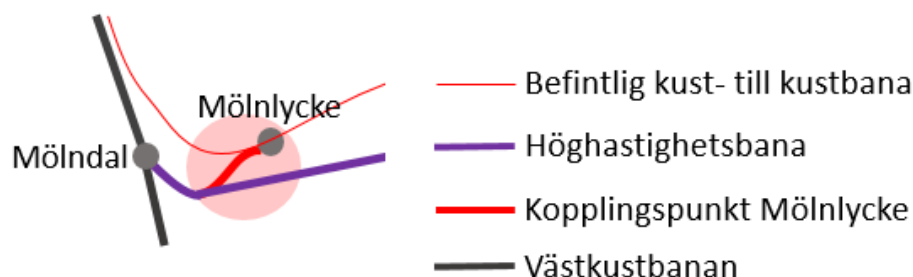 Mölnlycke
Mölndal
Befintlig kust- till kustbana
Höghastighetsbana
Kopplingspunkt Mölnlycke
Västkustbanan